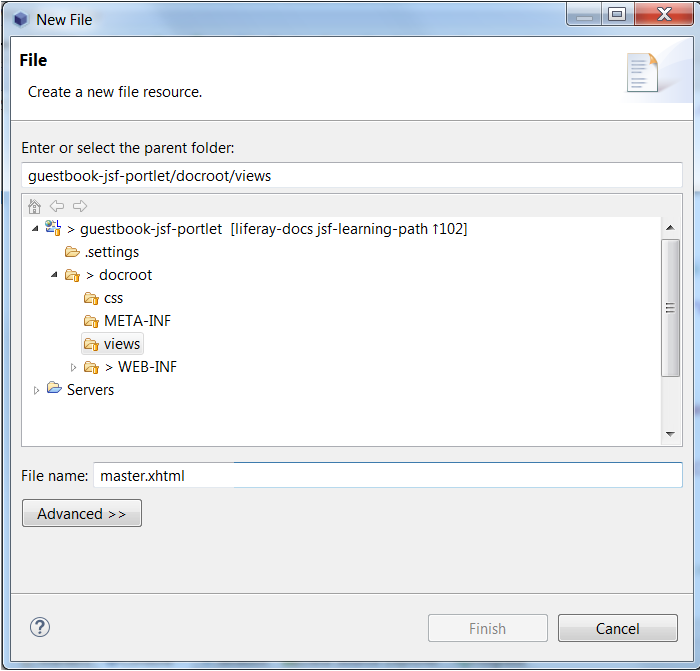 New File
File
Create a new file resource.
Enter or select the parent folder:
guestbook-jsf-portlet/docroot/views
> guestbook-jsf-portlet [liferay-docs jsf-learning-path ↑102]
.settings
> docroot
css
META-INF
views
> WEB-INF
Servers
File name: master.xhtml
Advanced >>
? Finish Cancel